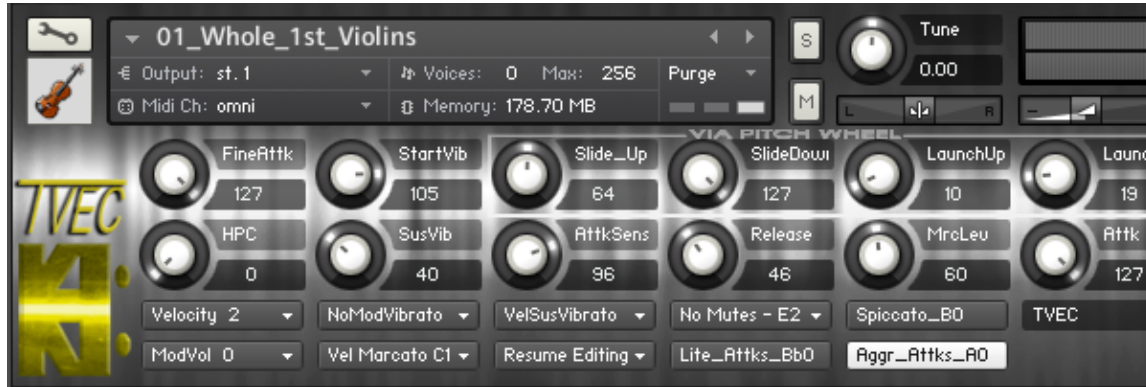 01_Whole_1st_Violins
S
Tune
0.00
Output: st.1
Voices: 0 Max: 256
Purge
Midi Ch: omni
Memory: 178.70 MB
M
L
R
VIA PITCH WHEEL
FineAttk
127
StartVib
105
Slide_Up
64
SlideDow
127
LaunchUp
10
Laun
19
TVEC
HPC
0
SusVib
40
AttkSens
96
Release
46
MrcLev
60
Attk
127
Velocity 2
NoModVibrato
VelSusVibrato
No Mutes - E2
Spiccato_B0
TVEC
ModVol 0
Vel Marcato C1
Resume Editing
Lite_Attks_Bb0
Aggr_Attks_A0